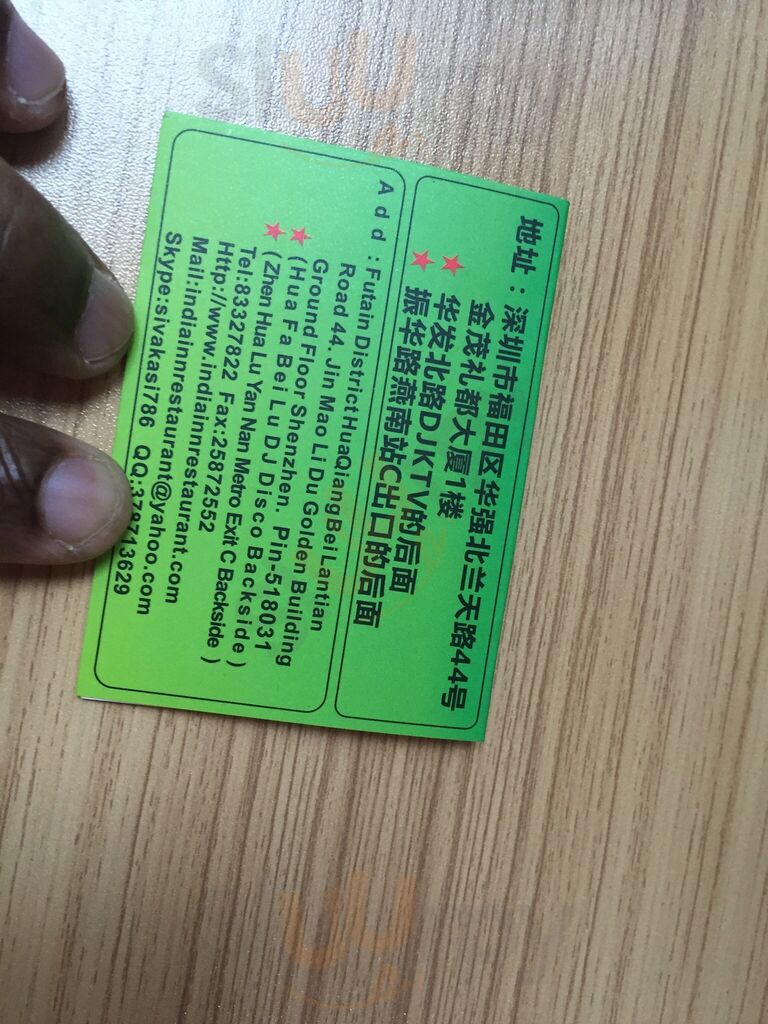 地址：深圳市福田区华强北兰天路44号
金茂礼都大厦1楼
★ 华发北路DJKTV的后面
★ 振华路燕南站C出口的后面
Add : Futain District HuaQiangBei Lantian
Road 44. Jin Mao Li Du Golden Building
Ground Floor Shenzhen. Pin-518031
★ (Hua Fa Bei Lu DJ Disco Backside)
★ (Zhen Hua Lu Yan Nan Metro Exit C Backside)
Tel:83327822 Fax:25872552
Http://www.indiainnrestaurant.com
Mail:indiainnrestaurant@yahoo.com
Skype:sivakasi786 QQ: